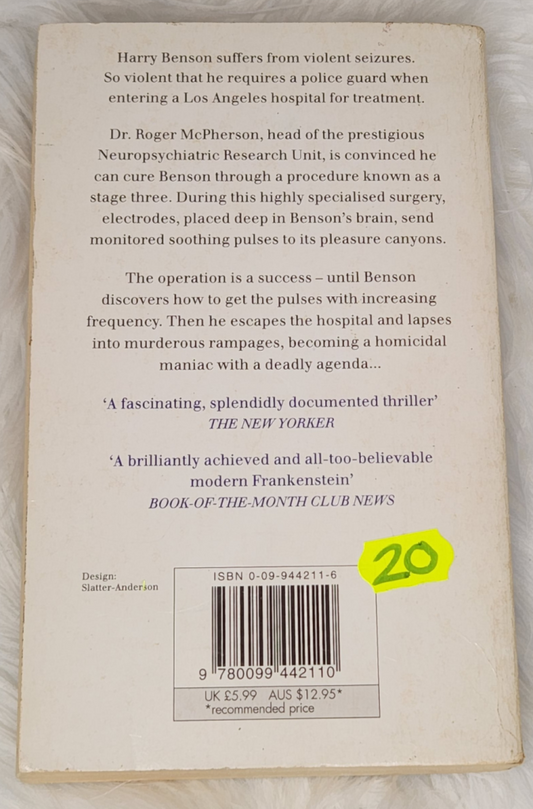 Harry Benson suffers from violent seizures.
So violent that he requires a police guard when
entering a Los Angeles hospital for treatment.
Dr. Roger McPherson, head of the prestigious
Neuropsychiatric Research Unit, is convinced he
can cure Benson through a procedure known as a
stage three. During this highly specialised surgery,
electrodes, placed deep in Benson's brain, send
monitored soothing pulses to its pleasure canyons.
The operation is a success – until Benson
discovers how to get the pulses with increasing
frequency. Then he escapes the hospital and lapses
into murderous rampages, becoming a homicidal
maniac with a deadly agenda...
‘A fascinating, splendidly documented thriller’
THE NEW YORKER
‘A brilliantly achieved and all-too-believable
modern Frankenstein’
BOOK-OF-THE-MONTH CLUB NEWS
20
Design:
Slatter-Anderson
ISBN 0-09-944211-6
9 780099 442110
UK £5.99 AUS $12.95*
*recommended price